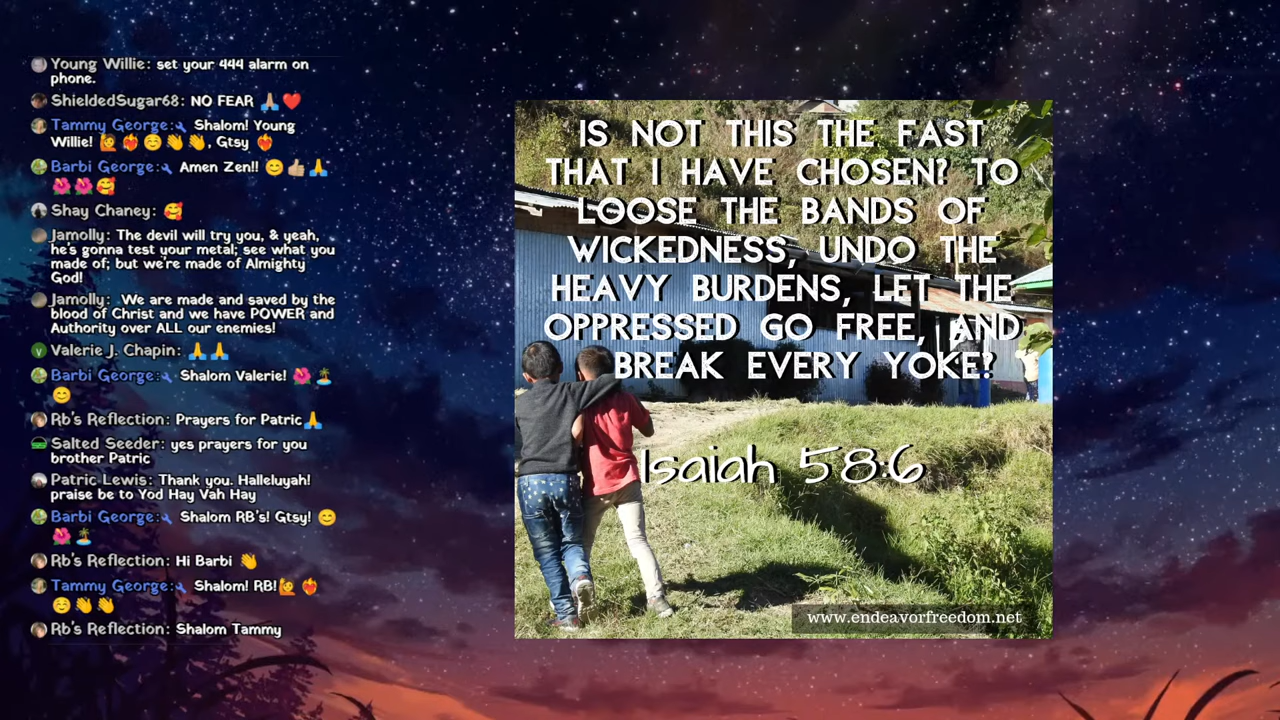 Young Willie: set your 444 alarm on
phone.
ShieldedSugar68: NO FEAR 🙏🏽❤️
Tammy George: Shalom! Young
Willie! 🙋❤️‍🔥☺️👋👋, Gtsy ❤️‍🔥
Barbi George: Amen Zen!! 😊👍🏼🙏
🌺🌺🥰
Shay Chaney: 🥰
Jamolly: The devil will try you, & yeah,
he's gonna test your metal; see what you
made of; but we're made of Almighty
God!
Jamolly: We are made and saved by the
blood of Christ and we have POWER and
Authority over ALL our enemies!
V
Valerie J. Chapin: 🙏🙏
Barbi George: Shalom Valerie! 🌺🏝️
😊
Rb's Reflection: Prayers for Patric🙏
Salted Seeder: yes prayers for you
brother Patric
Patric Lewis: Thank you. Halleluyah!
praise be to Yod Hay Vah Hay
Barbi George: Shalom RB's! Gtsy! 😊
🌺🏝️
Rb's Reflection: Hi Barbi 👋
Tammy George: Shalom! RB!🙋❤️‍🔥
☺️👋👋
Rb's Reflection: Shalom Tammy
IS NOT THIS THE FAST
THAT I HAVE CHOSEN? TO
LOOSE THE BANDS OF
WICKEDNESS, UNDO THE
HEAVY BURDENS, LET THE
OPPRESSED GO FREE, AND
BREAK EVERY YOKE?
Isaiah 58:6
www.endeavorfreedom.net